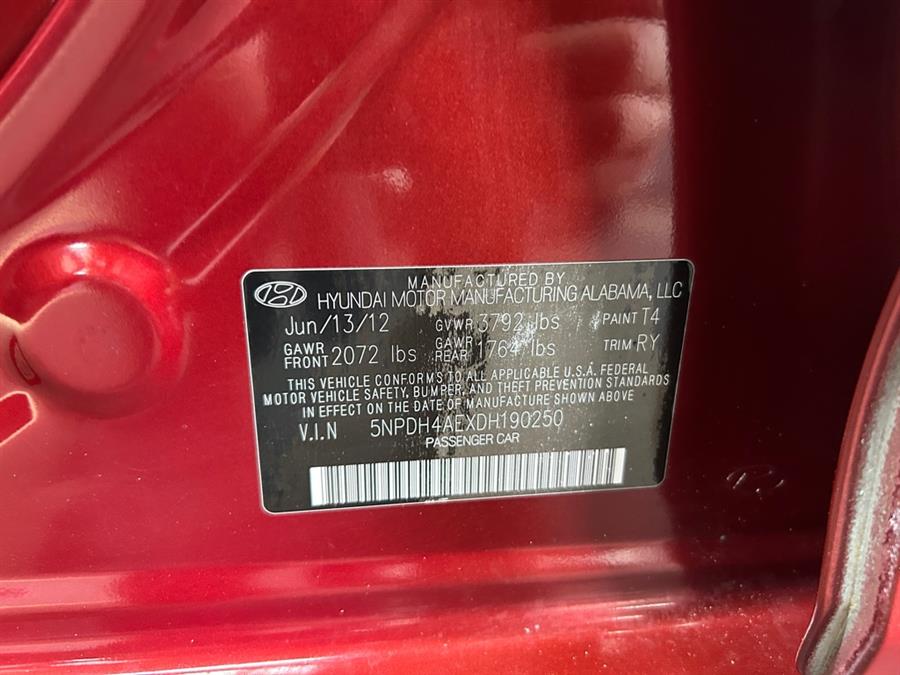 MANUFACTURED BY
HYUNDAI MOTOR MANUFACTURING ALABAMA, LLC
Jun/13/12 GVWR 3792 lbs PAINT T4
GAWR FRONT 2072 lbs GAWR REAR 1764 lbs TRIM RY
THIS VEHICLE CONFORMS TO ALL APPLICABLE U.S.A. FEDERAL
MOTOR VEHICLE SAFETY, BUMPER, AND THEFT PREVENTION STANDARDS
IN EFFECT ON THE DATE OF MANUFACTURE SHOWN ABOVE.
V.I.N 5NPDH4AEXDH190250
PASSENGER CAR